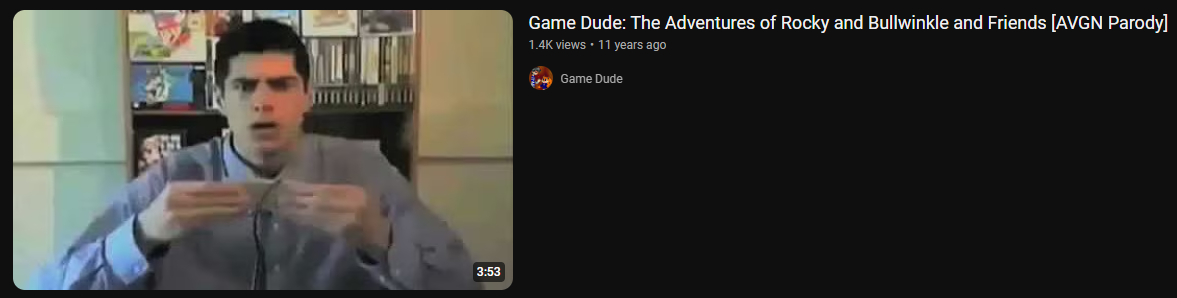 Game Dude: The Adventures of Rocky and Bullwinkle and Friends [AVGN Parody]
1.4K views • 11 years ago
Game Dude
3:53